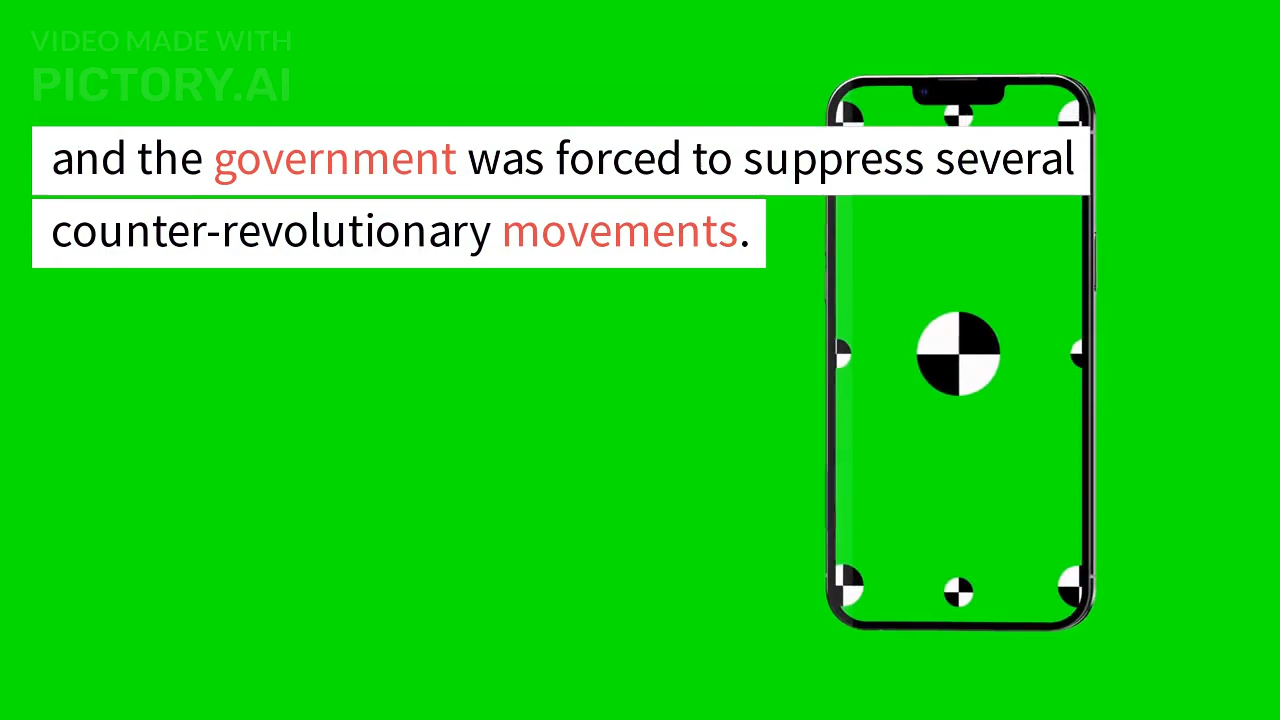 VIDEO MADE WITH
PICTORY.AI
and the government was forced to suppress several
counter-revolutionary movements.